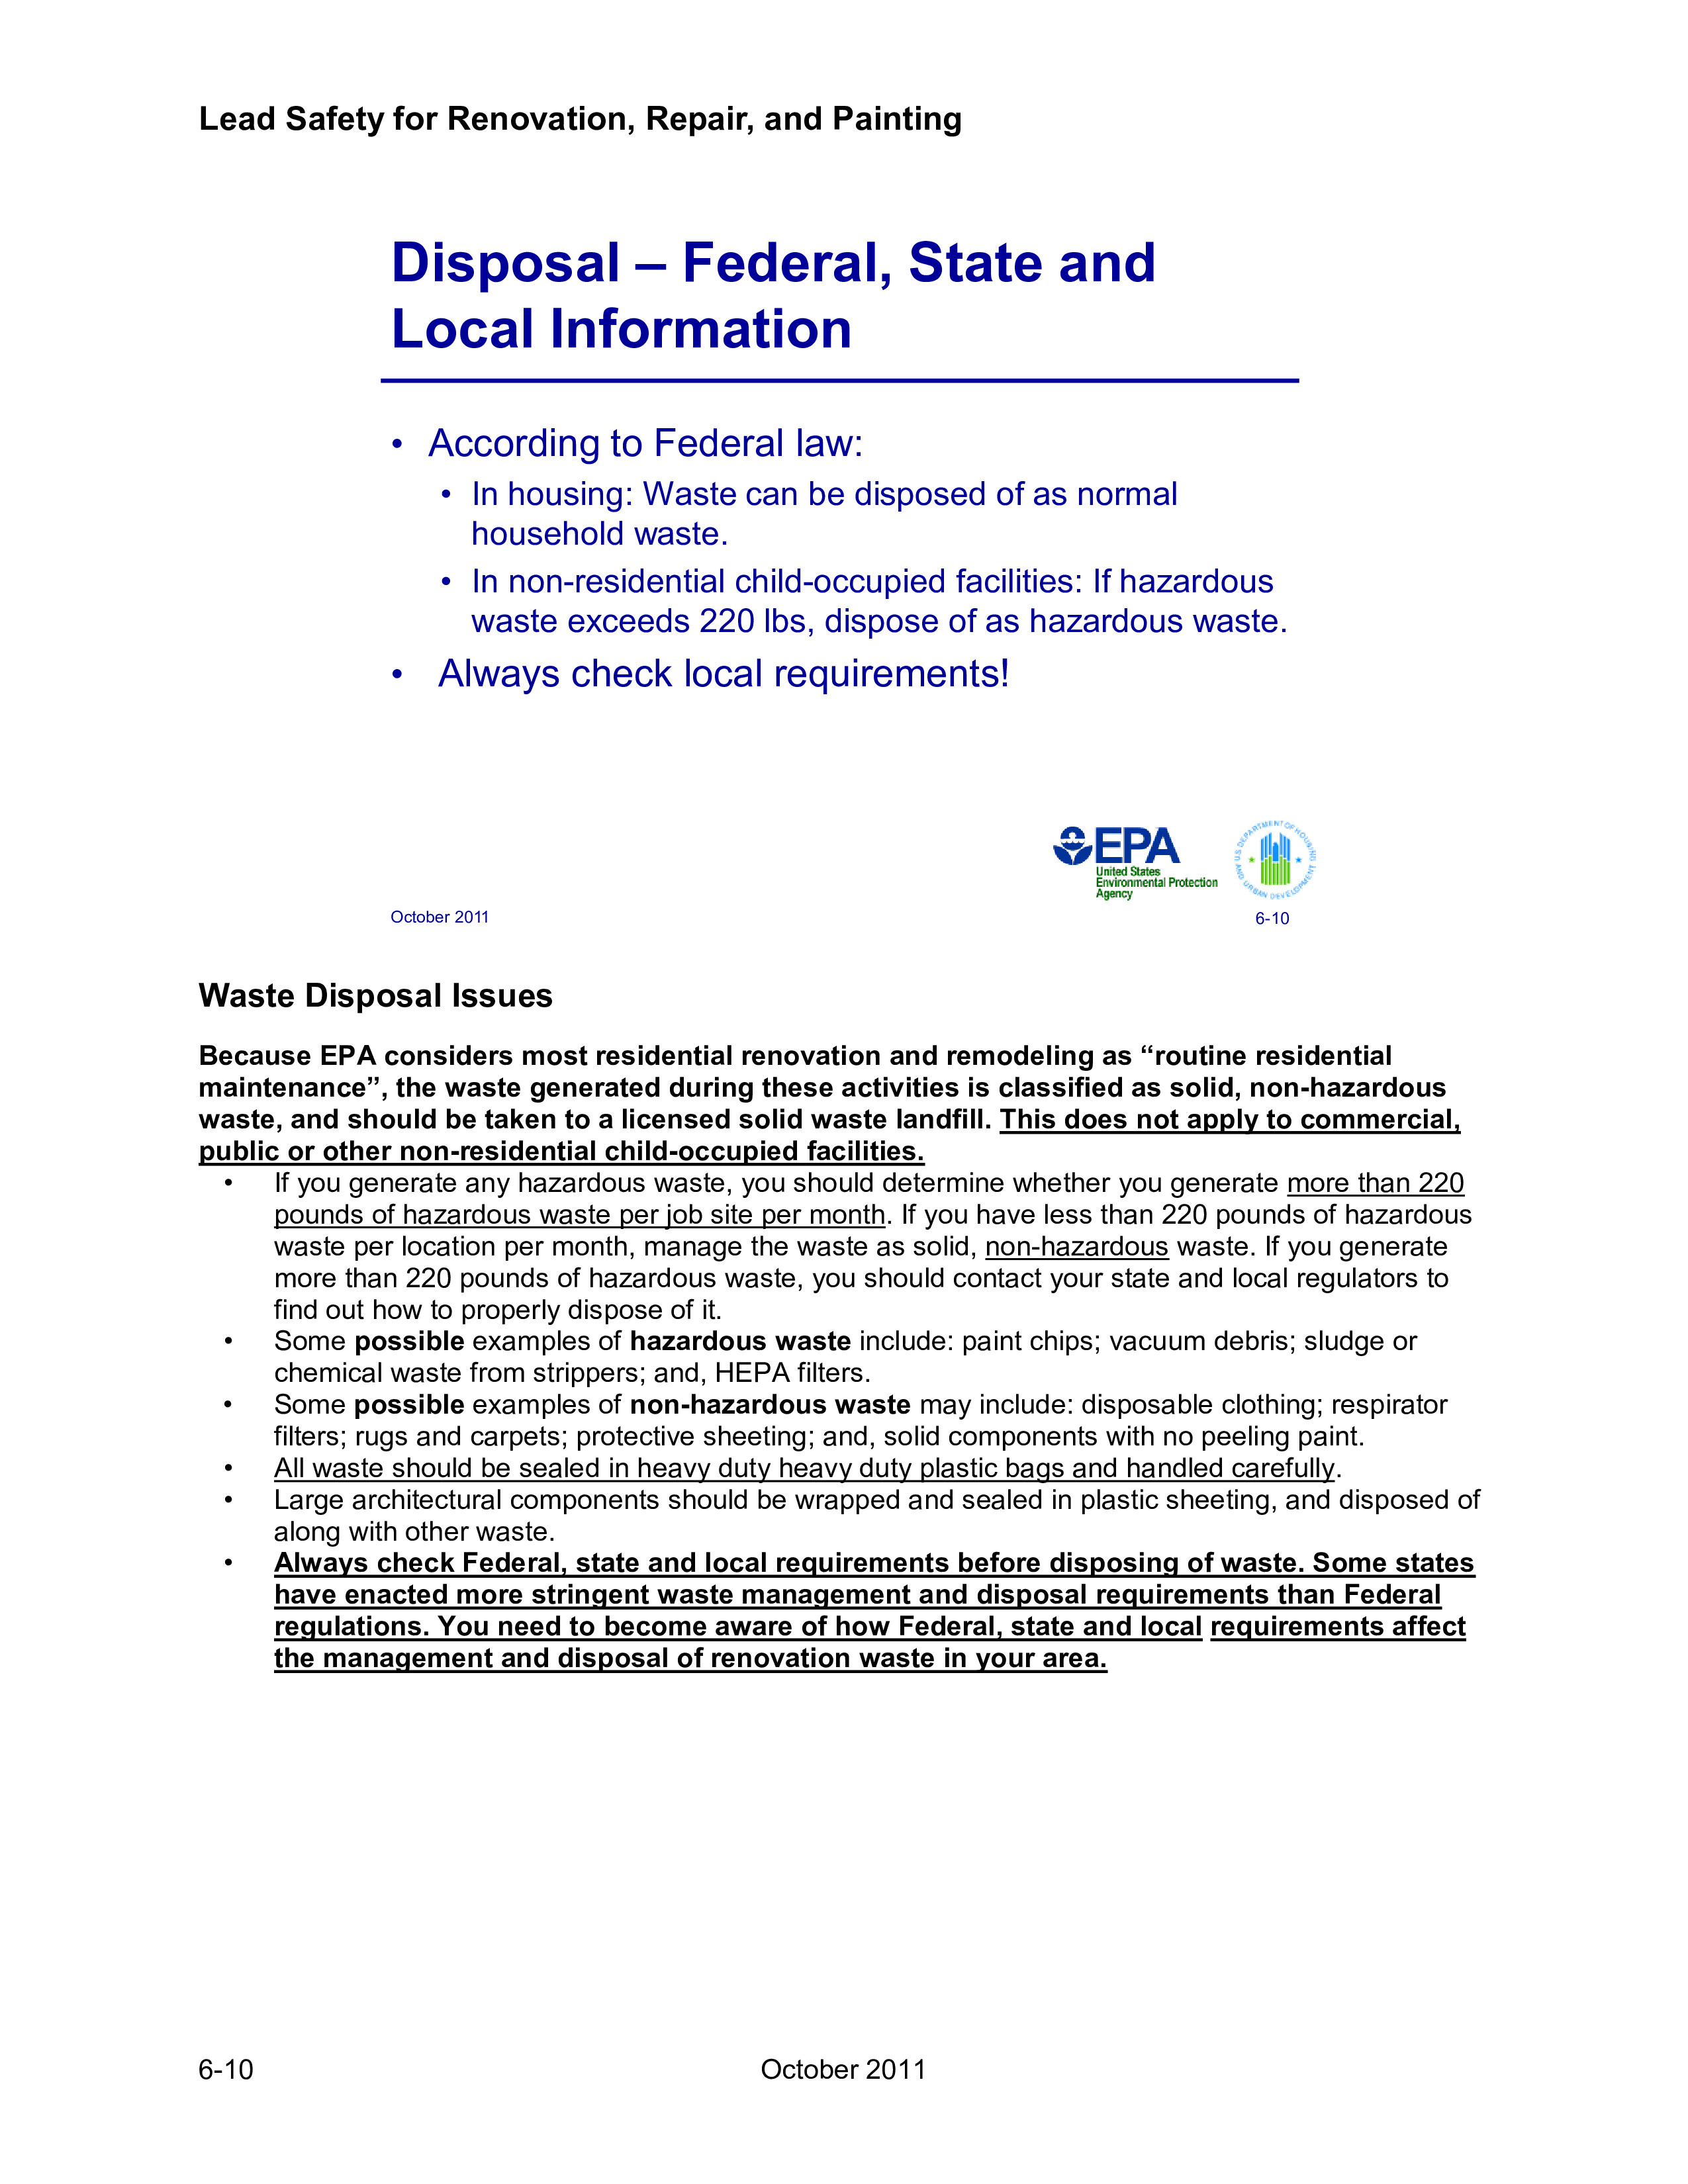 Lead Safety for Renovation, Repair, and Painting
Disposal – Federal, State and
Local Information
• According to Federal law:
• In housing: Waste can be disposed of as normal
household waste.
• In non-residential child-occupied facilities: If hazardous
waste exceeds 220 lbs, dispose of as hazardous waste.
• Always check local requirements!
EPA
United States
Environmental Protection
Agency
U.S. DEPARTMENT OF HOUSING
AND URBAN DEVELOPMENT
October 2011
6-10
Waste Disposal Issues
Because EPA considers most residential renovation and remodeling as “routine residential
maintenance”, the waste generated during these activities is classified as solid, non-hazardous
waste, and should be taken to a licensed solid waste landfill. This does not apply to commercial,
public or other non-residential child-occupied facilities.
• If you generate any hazardous waste, you should determine whether you generate more than 220
pounds of hazardous waste per job site per month. If you have less than 220 pounds of hazardous
waste per location per month, manage the waste as solid, non-hazardous waste. If you generate
more than 220 pounds of hazardous waste, you should contact your state and local regulators to
find out how to properly dispose of it.
• Some possible examples of hazardous waste include: paint chips; vacuum debris; sludge or
chemical waste from strippers; and, HEPA filters.
• Some possible examples of non-hazardous waste may include: disposable clothing; respirator
filters; rugs and carpets; protective sheeting; and, solid components with no peeling paint.
• All waste should be sealed in heavy duty heavy duty plastic bags and handled carefully.
• Large architectural components should be wrapped and sealed in plastic sheeting, and disposed of
along with other waste.
• Always check Federal, state and local requirements before disposing of waste. Some states
have enacted more stringent waste management and disposal requirements than Federal
regulations. You need to become aware of how Federal, state and local requirements affect
the management and disposal of renovation waste in your area.
6-10
October 2011